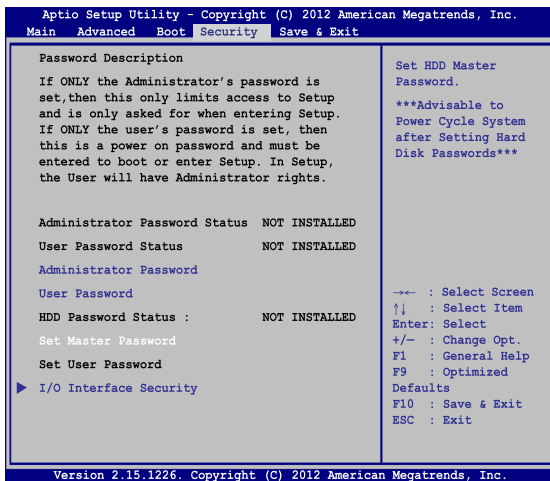 Aptio Setup Utility - Copyright (C) 2012 American Megatrends, Inc.
Main Advanced Boot Security Save & Exit
Password Description
If ONLY the Administrator's password is
set,then this only limits access to Setup
and is only asked for when entering Setup.
If ONLY the user's password is set, then
this is a power on password and must be
entered to boot or enter Setup. In Setup,
the User will have Administrator rights.
Administrator Password Status NOT INSTALLED
User Password Status NOT INSTALLED
Administrator Password
User Password
HDD Password Status : NOT INSTALLED
Set Master Password
Set User Password
I/O Interface Security
Set HDD Master
Password.
***Advisable to
Power Cycle System
after Setting Hard
Disk Passwords***
→← : Select Screen
↑↓ : Select Item
Enter: Select
+/— : Change Opt.
F1 : General Help
F9 : Optimized
Defaults
F10 : Save & Exit
ESC : Exit
Version 2.15.1226. Copyright (C) 2012 American Megatrends, Inc.